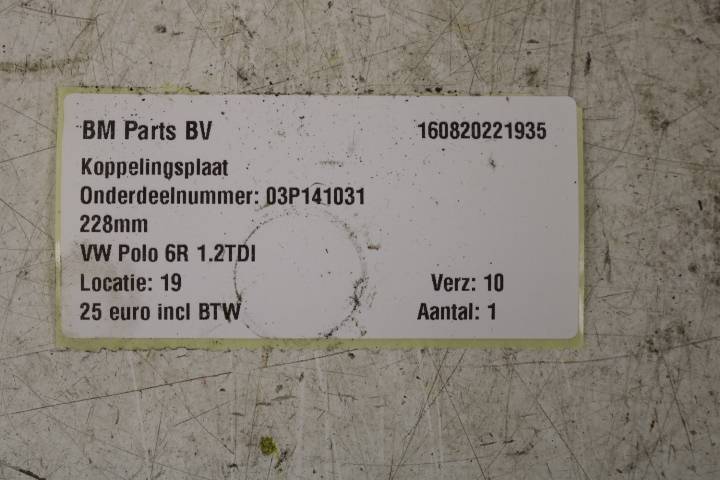 BM Parts BV 160820221935
Koppelingsplaat
Onderdeelnummer: 03P141031
228mm
VW Polo 6R 1.2TDI
Locatie: 19 Verz: 10
25 euro incl BTW Aantal: 1